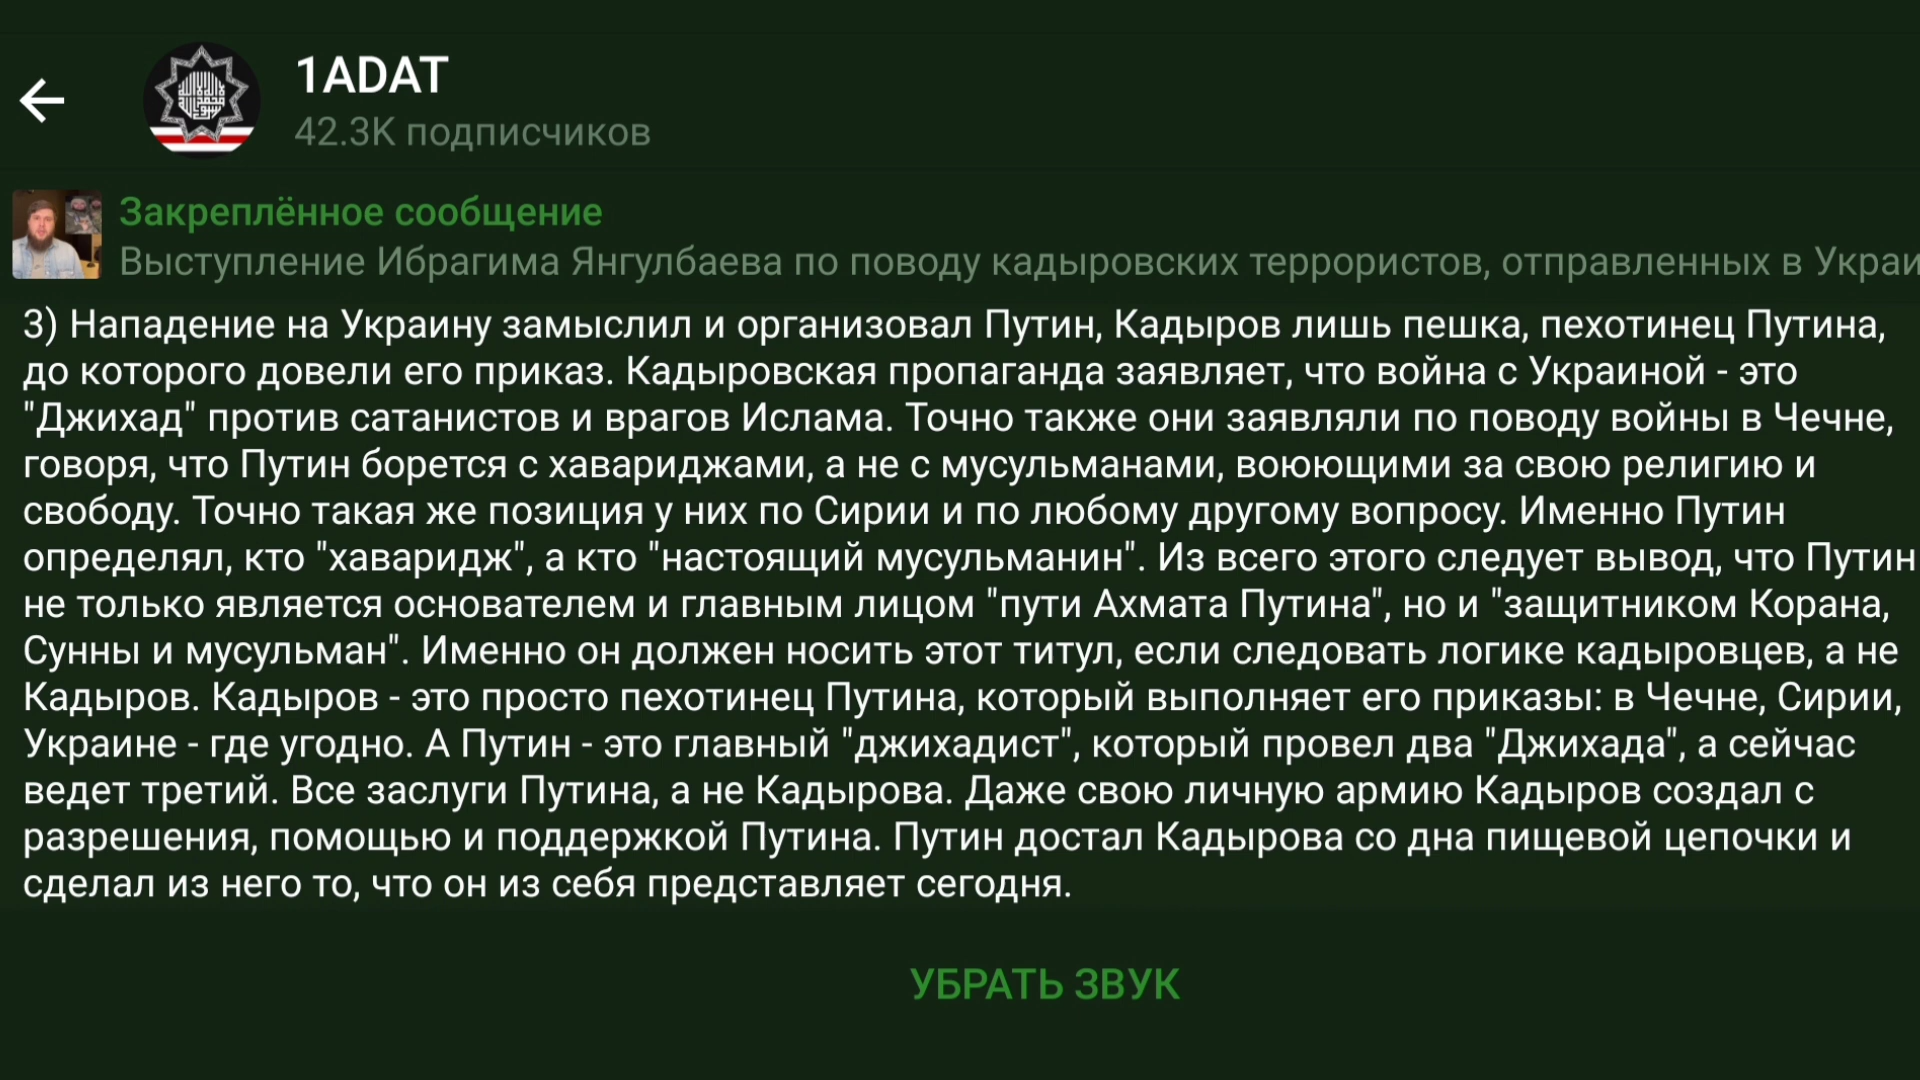 1ADAT
42.3K подписчиков
Закреплённое сообщение
Выступление Ибрагима Янгулбаева по поводу кадыровских террористов, отправленных в Украи
3) Нападение на Украину замыслил и организовал Путин, Кадыров лишь пешка, пехотинец Путина,
до которого довели его приказ. Кадыровская пропаганда заявляет, что война с Украиной - это
"Джихад" против сатанистов и врагов Ислама. Точно также они заявляли по поводу войны в Чечне,
говоря, что Путин борется с хавариджами, а не с мусульманами, воюющими за свою религию и
свободу. Точно такая же позиция у них по Сирии и по любому другому вопросу. Именно Путин
определял, кто "хаваридж", а кто "настоящий мусульманин". Из всего этого следует вывод, что Путин
не только является основателем и главным лицом "пути Ахмата Путина", но и "защитником Корана,
Сунны и мусульман". Именно он должен носить этот титул, если следовать логике кадыровцев, а не
Кадыров. Кадыров - это просто пехотинец Путина, который выполняет его приказы: в Чечне, Сирии,
Украине - где угодно. А Путин - это главный "джихадист", который провел два "Джихада", а сейчас
ведет третий. Все заслуги Путина, а не Кадырова. Даже свою личную армию Кадыров создал с
разрешения, помощью и поддержкой Путина. Путин достал Кадырова со дна пищевой цепочки и
сделал из него то, что он из себя представляет сегодня.
УБРАТЬ ЗВУК